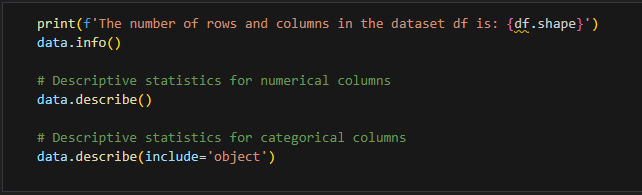 print(f'The number of rows and columns in the dataset df is: {df.shape}')
data.info()
# Descriptive statistics for numerical columns
data.describe()
# Descriptive statistics for categorical columns
data.describe(include='object')